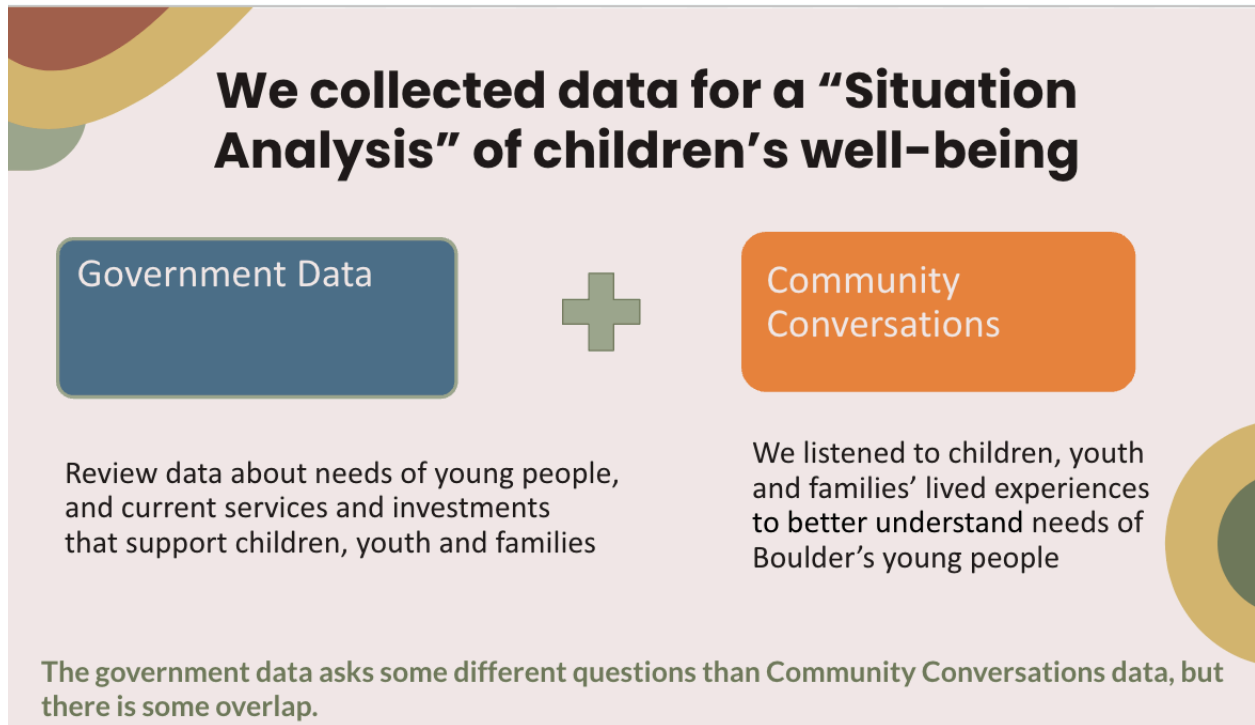 We collected data for a “Situation
Analysis” of children’s well-being
Government Data
Community
Conversations
Review data about needs of young people,
and current services and investments
that support children, youth and families
We listened to children, youth
and families’ lived experiences
to better understand needs of
Boulder’s young people
The government data asks some different questions than Community Conversations data, but
there is some overlap.